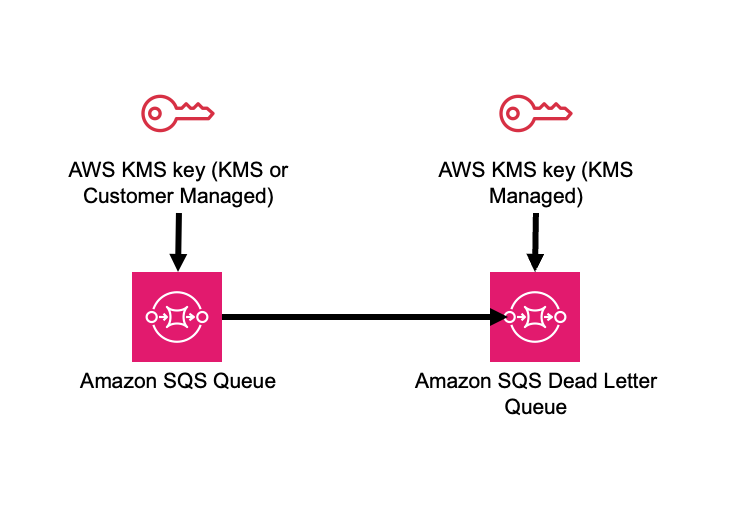 AWS KMS key (KMS or
Customer Managed)
AWS KMS key (KMS
Managed)
Amazon SQS Queue
Amazon SQS Dead Letter
Queue